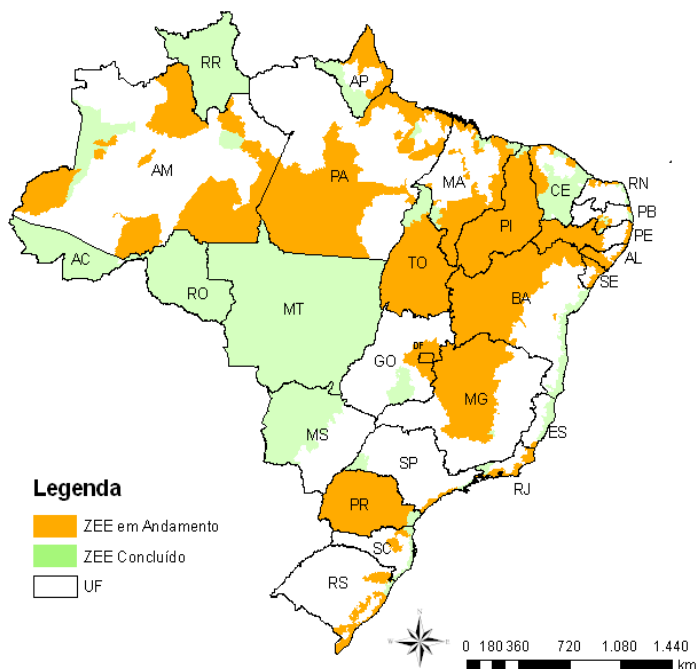 RR
AP
AM
PA
MA
CE
RN
PB
PE
AL
SE
PI
TO
BA
AC
RO
MT
DF
GO
MG
ES
MS
SP
RJ
PR
SC
RS
Legenda
ZEE em Andamento
ZEE Concluído
UF
N
W
E
S
0 180 360 720 1.080 1.440
km